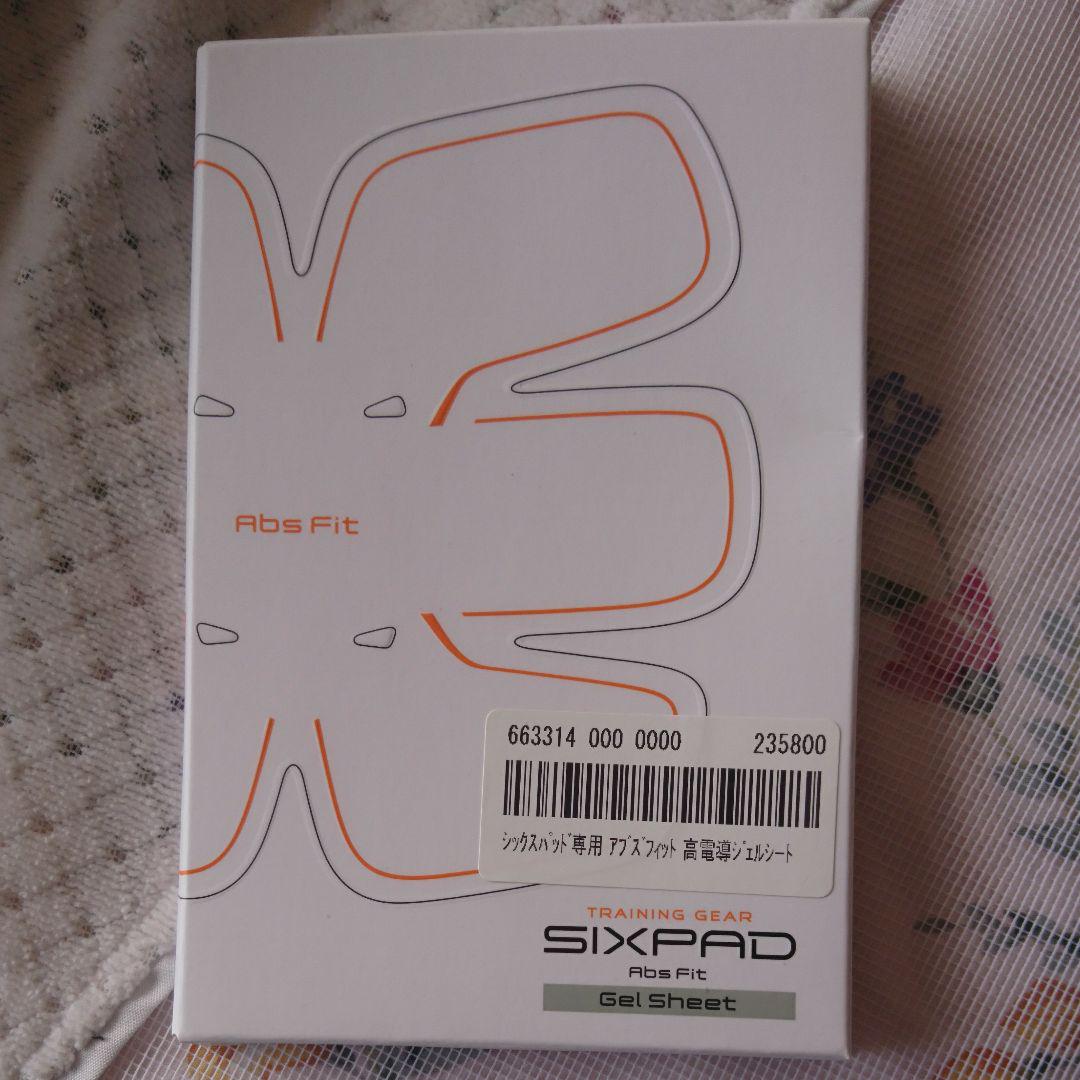 Abs Fit
663314 000 0000 235800
ｼｯｸｽﾊﾟｯﾄﾞ専用 ｱﾌﾞｽﾞﾌｨｯﾄ 高電導ｼﾞｪﾙｼｰﾄ
TRAINING GEAR
SIXPAD
Abs Fit
Gel Sheet